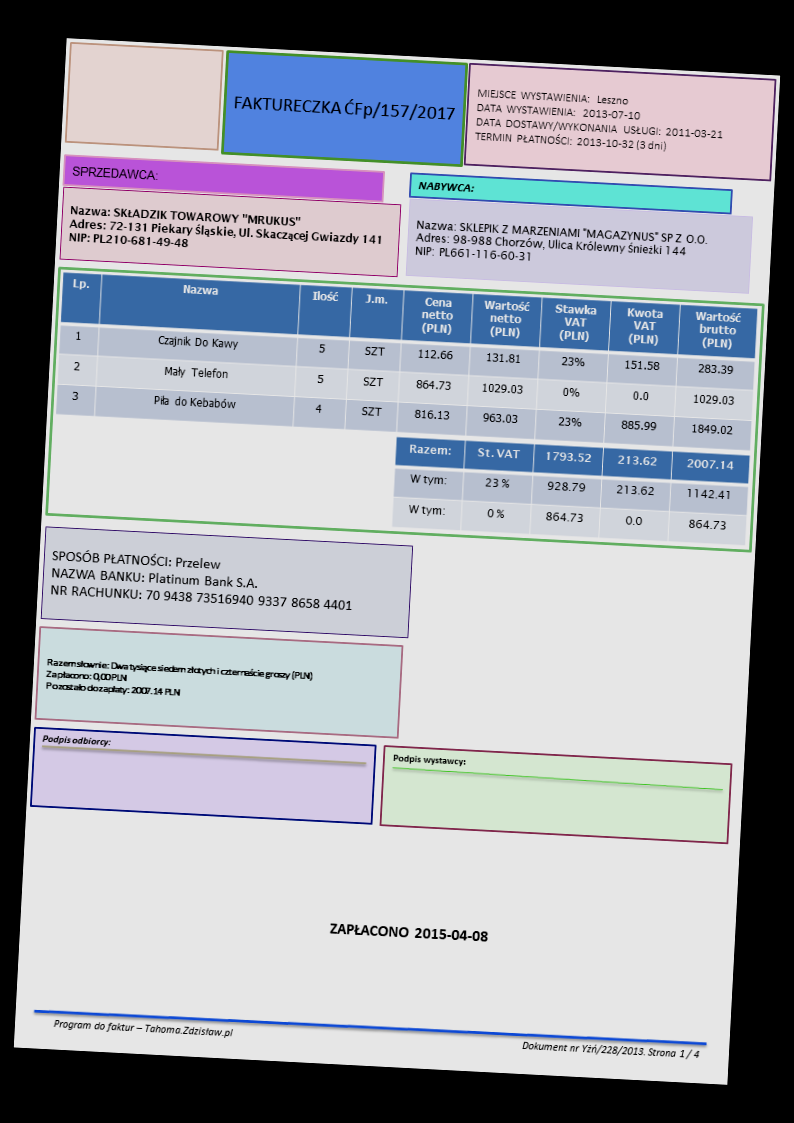 FAKTURECZKA ĆFp/157/2017
MIEJSCE WYSTAWIENIA: Leszno
DATA WYSTAWIENIA: 2013-07-10
DATA DOSTAWY/WYKONANIA USŁUGI: 2011-03-21
TERMIN PŁATNOŚCI: 2013-10-32 (3 dni)
SPRZEDAWCA:
Nazwa: SKŁADZIK TOWAROWY "MRUKUS"
Adres: 72-131 Piekary Śląskie, Ul. Skaczącej Gwiazdy 141
NIP: PL210-681-49-48
NABYWCA:
Nazwa: SKLEPIK Z MARZENIAMI "MAGAZYNUS" SP Z O.O.
Adres: 98-988 Chorzów, Ulica Królewny Śnieżki 144
NIP: PL661-116-60-31
Lp. Nazwa Ilość J.m. Cena netto (PLN) Wartość netto (PLN) Stawka VAT (PLN) Kwota VAT (PLN) Wartość brutto (PLN)
1 Czajnik Do Kawy 5 SZT 112.66 131.81 23% 151.58 283.39
2 Mały Telefon 5 SZT 864.73 1029.03 0% 0.0 1029.03
3 Piła do Kebabów 4 SZT 816.13 963.03 23% 885.99 1849.02
Razem: St. VAT 1793.52 213.62 2007.14
W tym: 23 % 928.79 213.62 1142.41
W tym: 0 % 864.73 0.0 864.73
SPOSÓB PŁATNOŚCI: Przelew
NAZWA BANKU: Platinum Bank S.A.
NR RACHUNKU: 70 9438 73516940 9337 8658 4401
Razem słownie: Dwa tysiące siedem złotych i czternaście groszy (PLN)
Zapłacono: 0,00 PLN
Pozostało do zapłaty: 2007.14 PLN
Podpis odbiorcy:
Podpis wystawcy:
ZAPŁACONO 2015-04-08
Program do faktur – Tahoma.Zdzisław.pl
Dokument nr Yźń/228/2013. Strona 1 / 4